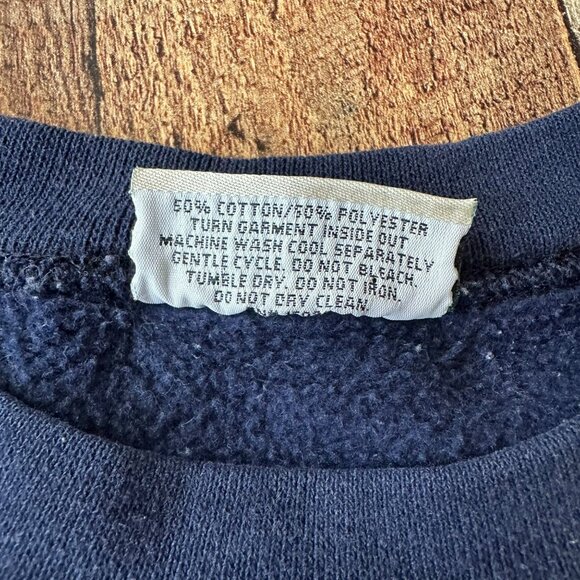 50% COTTON/50% POLYESTER
TURN GARMENT INSIDE OUT
MACHINE WASH COOL SEPARATELY
GENTLE CYCLE. DO NOT BLEACH.
TUMBLE DRY. DO NOT IRON.
DO NOT DRY CLEAN.